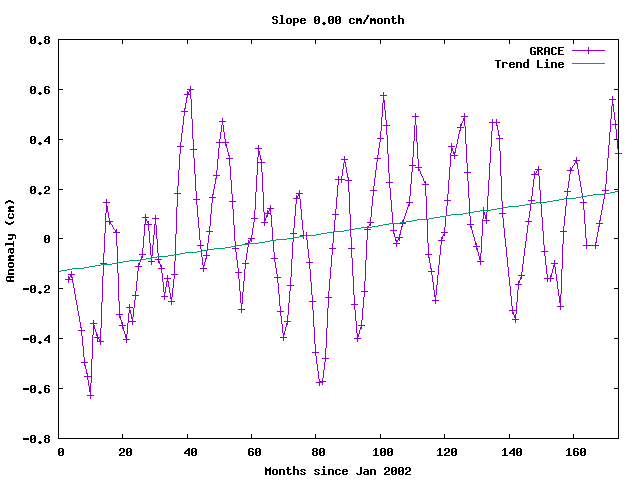 Slope 0.00 cm/month
GRACE
Trend Line
0.8
0.6
0.4
0.2
0
-0.2
-0.4
-0.6
-0.8
Anomaly (cm)
0 20 40 60 80 100 120 140 160
Months since Jan 2002